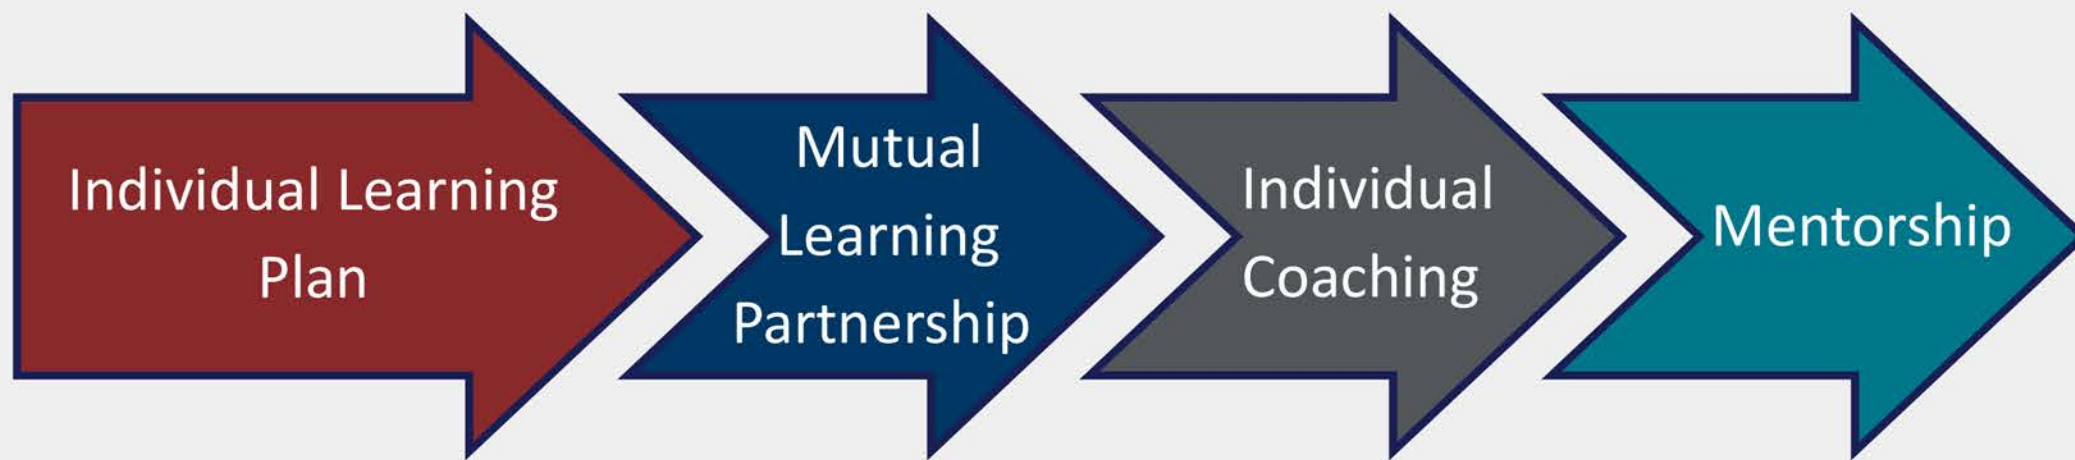 Individual Learning
Plan
Mutual
Learning
Partnership
Individual
Coaching
Mentorship